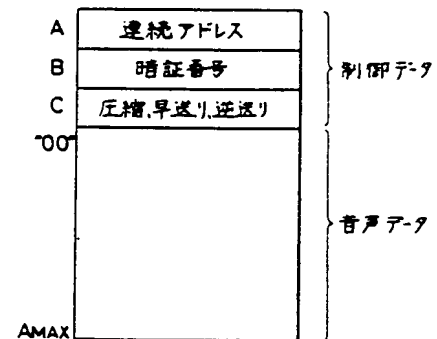 A 連続アドレス
B 暗証番号
制御データ
C 圧縮,早送り,逆送り
"00"
音声データ
AMAX